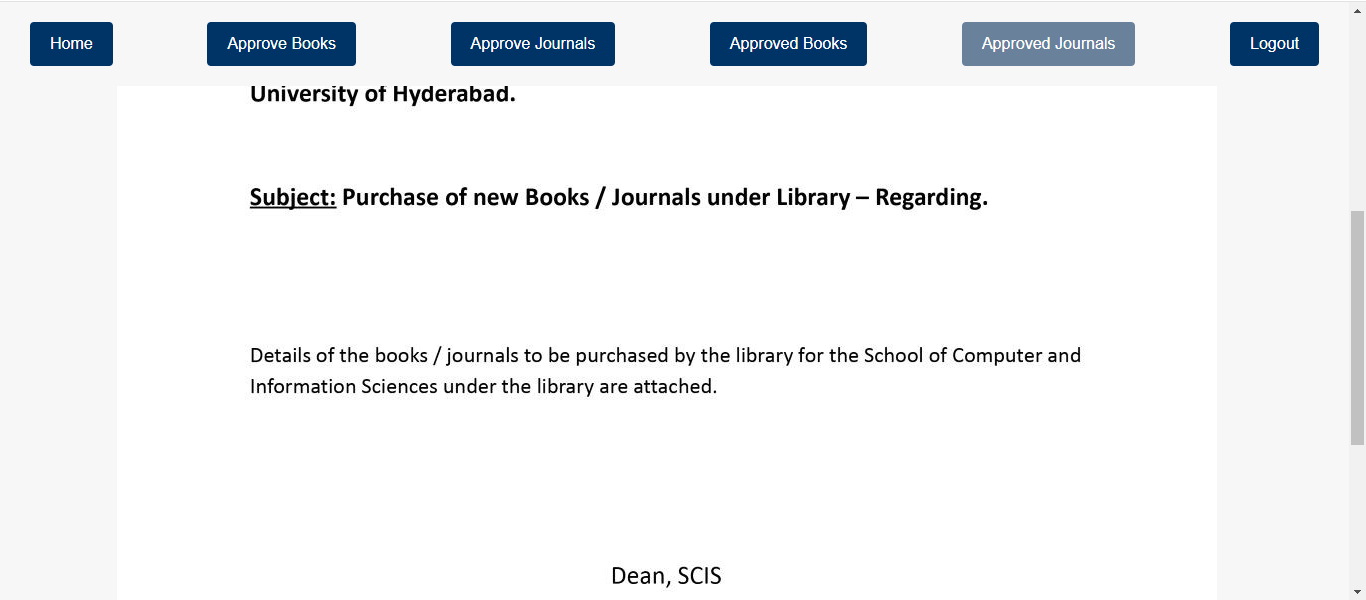 Home
Approve Books
Approve Journals
Approved Books
Approved Journals
Logout
University of Hyderabad.
Subject: Purchase of new Books / Journals under Library – Regarding.
Details of the books / journals to be purchased by the library for the School of Computer and
Information Sciences under the library are attached.
Dean, SCIS